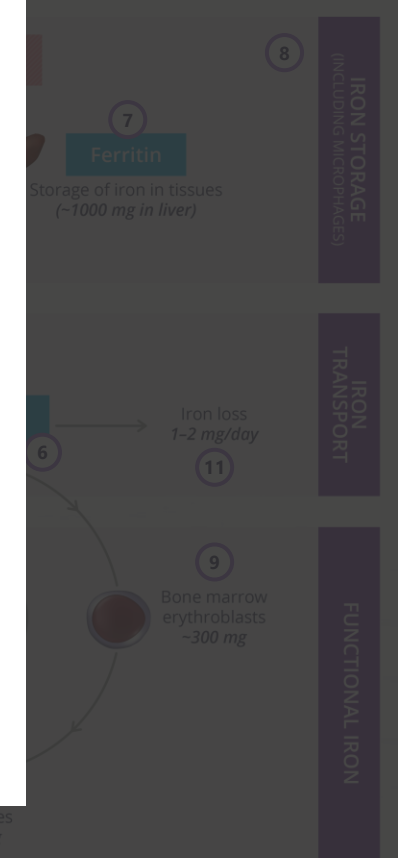 8
7
Ferritin
Storage of iron in tissues
(~1000 mg in liver)
IRON STORAGE
(INCLUDING MICROPHAGES)
Iron loss
1–2 mg/day
6
11
IRON
TRANSPORT
9
Bone marrow
erythroblasts
~300 mg
FUNCTIONAL IRON
es